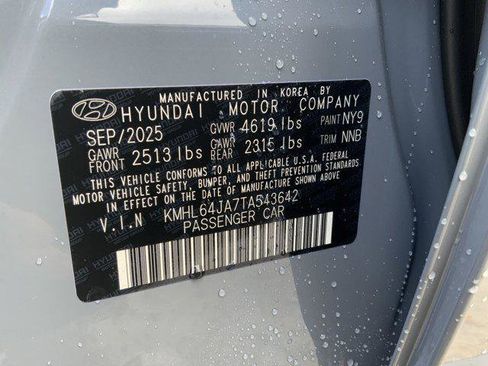 MANUFACTURED IN KOREA BY
HYUNDAI MOTOR COMPANY
SEP/2025 GVWR 4619 lbs PAINT NY9
GAWR FRONT 2513 lbs GAWR REAR 2315 lbs TRIM NNB
THIS VEHICLE CONFORMS TO ALL APPLICABLE U.S.A. FEDERAL
MOTOR VEHICLE SAFETY, BUMPER, AND THEFT PREVENTION
STANDARDS IN EFFECT ON THE DATE OF MANUFACTURE SHOWN ABOVE.
V.I.N KMHL64JA7TA543642
PASSENGER CAR